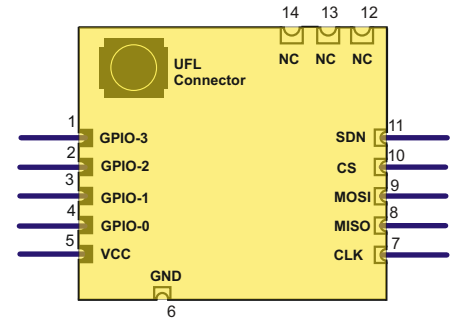 14 13 12
NC NC NC
UFL
Connector
1 GPIO-3
2 GPIO-2
3 GPIO-1
4 GPIO-0
5 VCC
SDN 11
CS 10
MOSI 9
MISO 8
CLK 7
GND
6